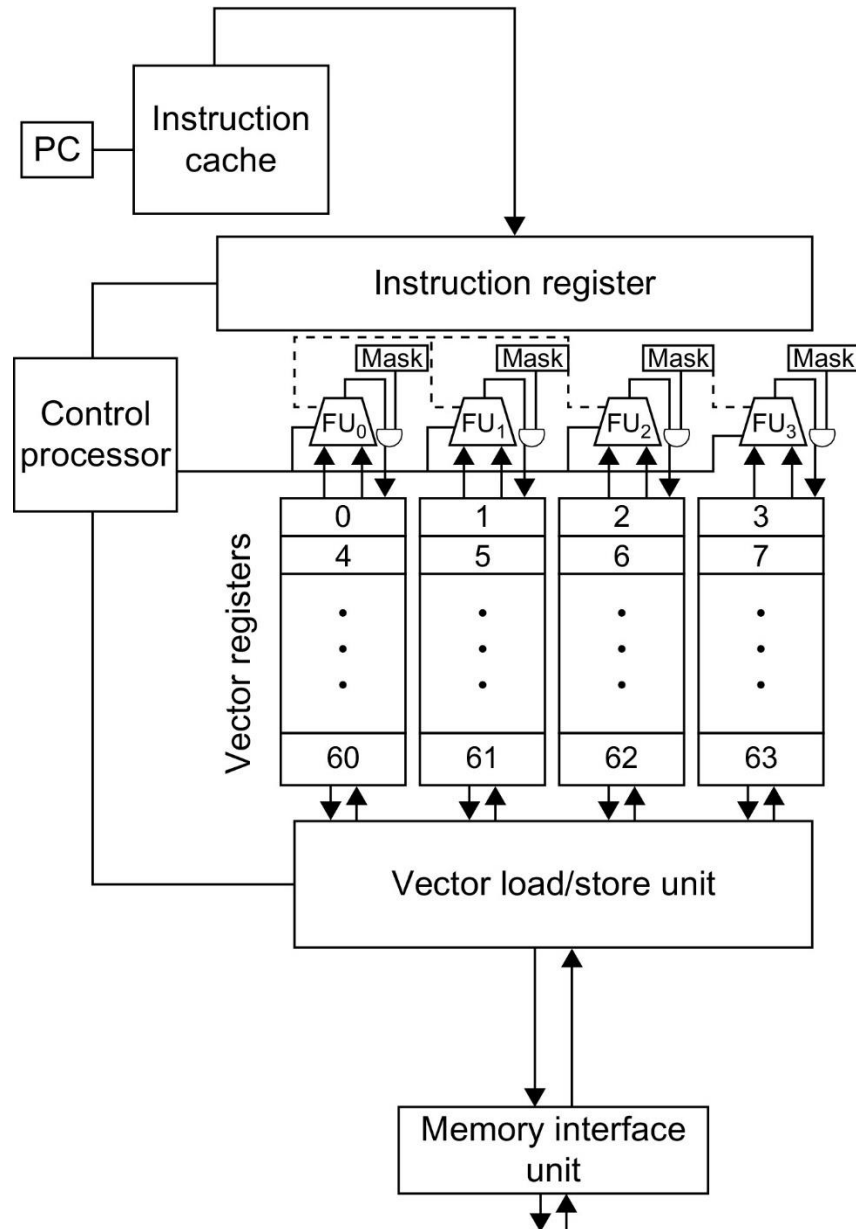 Instruction
cache
PC
Instruction register
Mask Mask Mask Mask
FU0 FU1 FU2 FU3
Control
processor
Vector registers
0 1 2 3
4 5 6 7
60 61 62 63
Vector load/store unit
Memory interface
unit